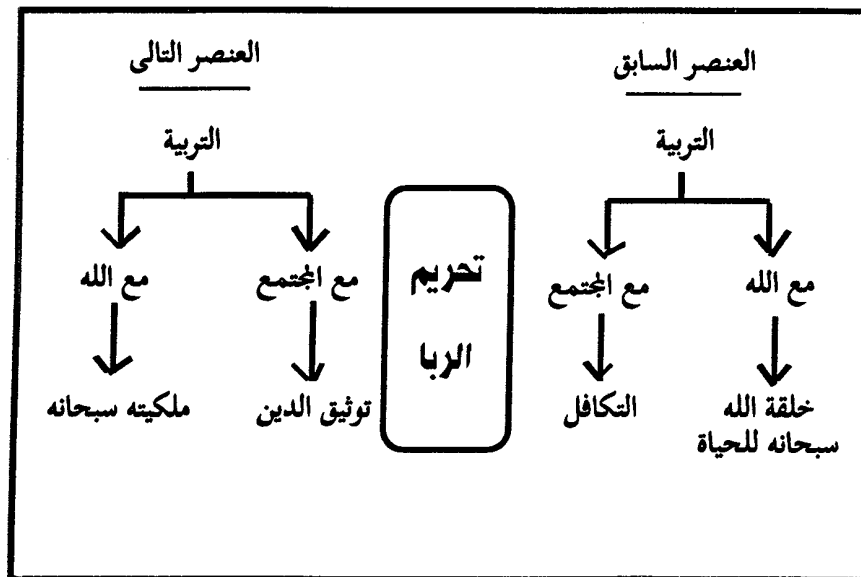 العنصر السابق
التربية
مع الله
مع المجتمع
خلقة الله
سبحانه للحياة
التكافل
تحريم
الربا
العنصر التالى
التربية
مع المجتمع
مع الله
توثيق الدين
ملكيته سبحانه